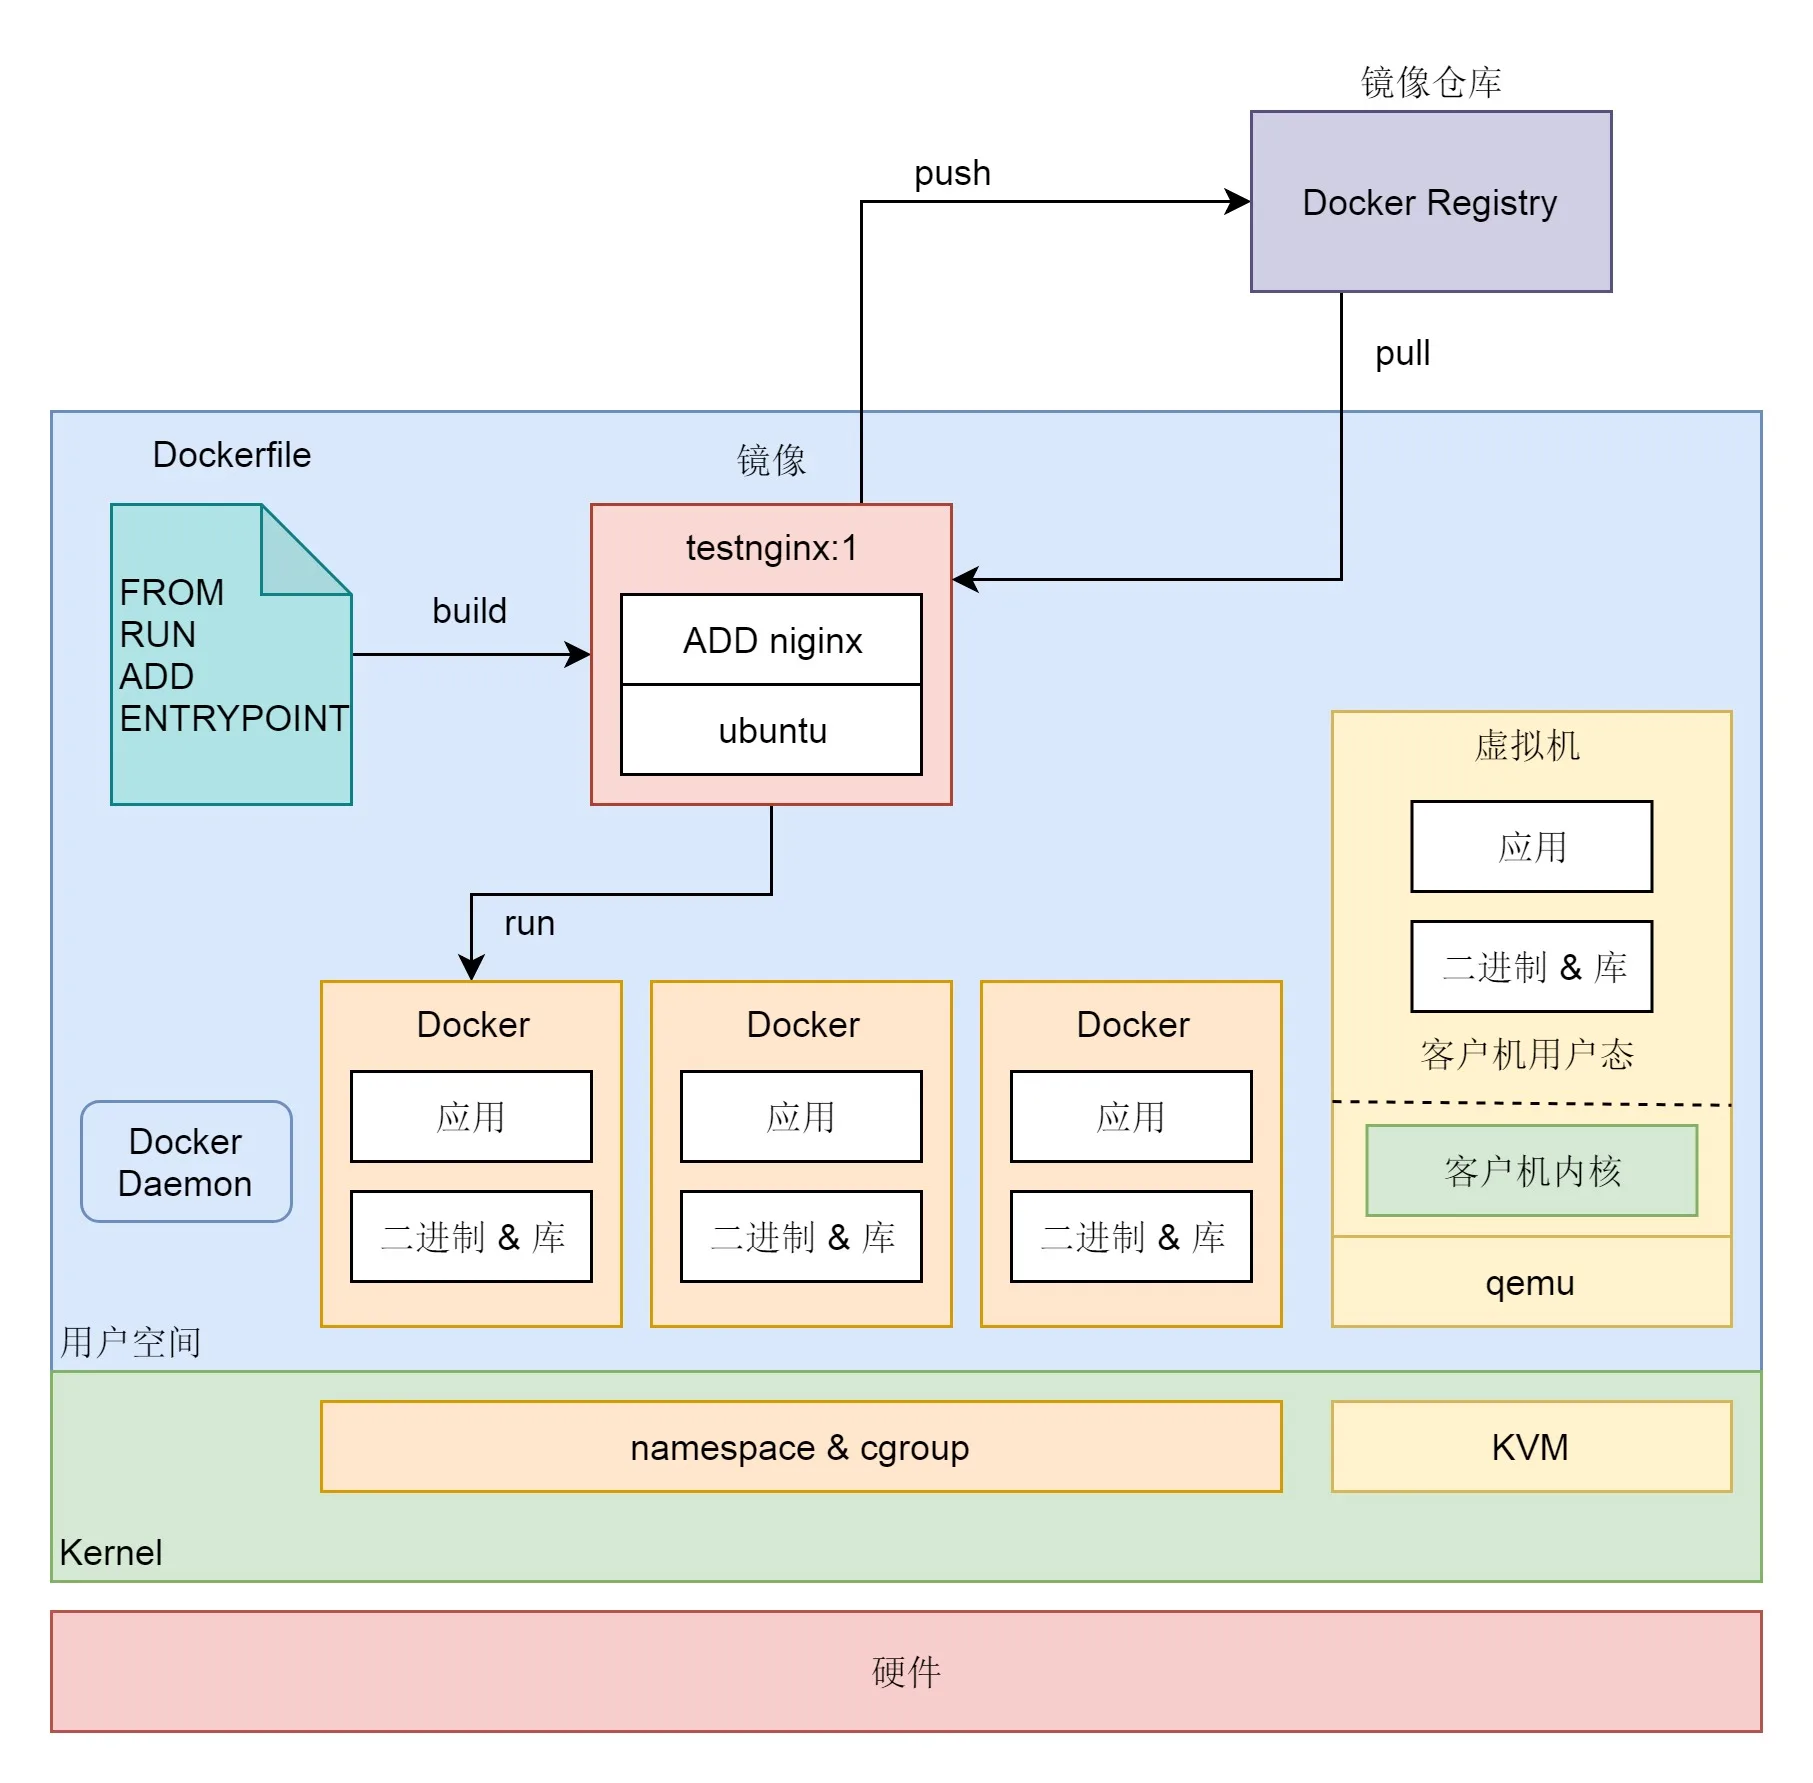 镜像仓库
push
Docker Registry
pull
Dockerfile
镜像
testnginx:1
FROM
RUN
ADD
ENTRYPOINT
build
ADD niginx
ubuntu
run
虚拟机
应用
二进制 & 库
客户机用户态
客户机内核
qemu
Docker
应用
二进制 & 库
Docker
应用
二进制 & 库
Docker
应用
二进制 & 库
Docker
Daemon
用户空间
namespace & cgroup
KVM
Kernel
硬件